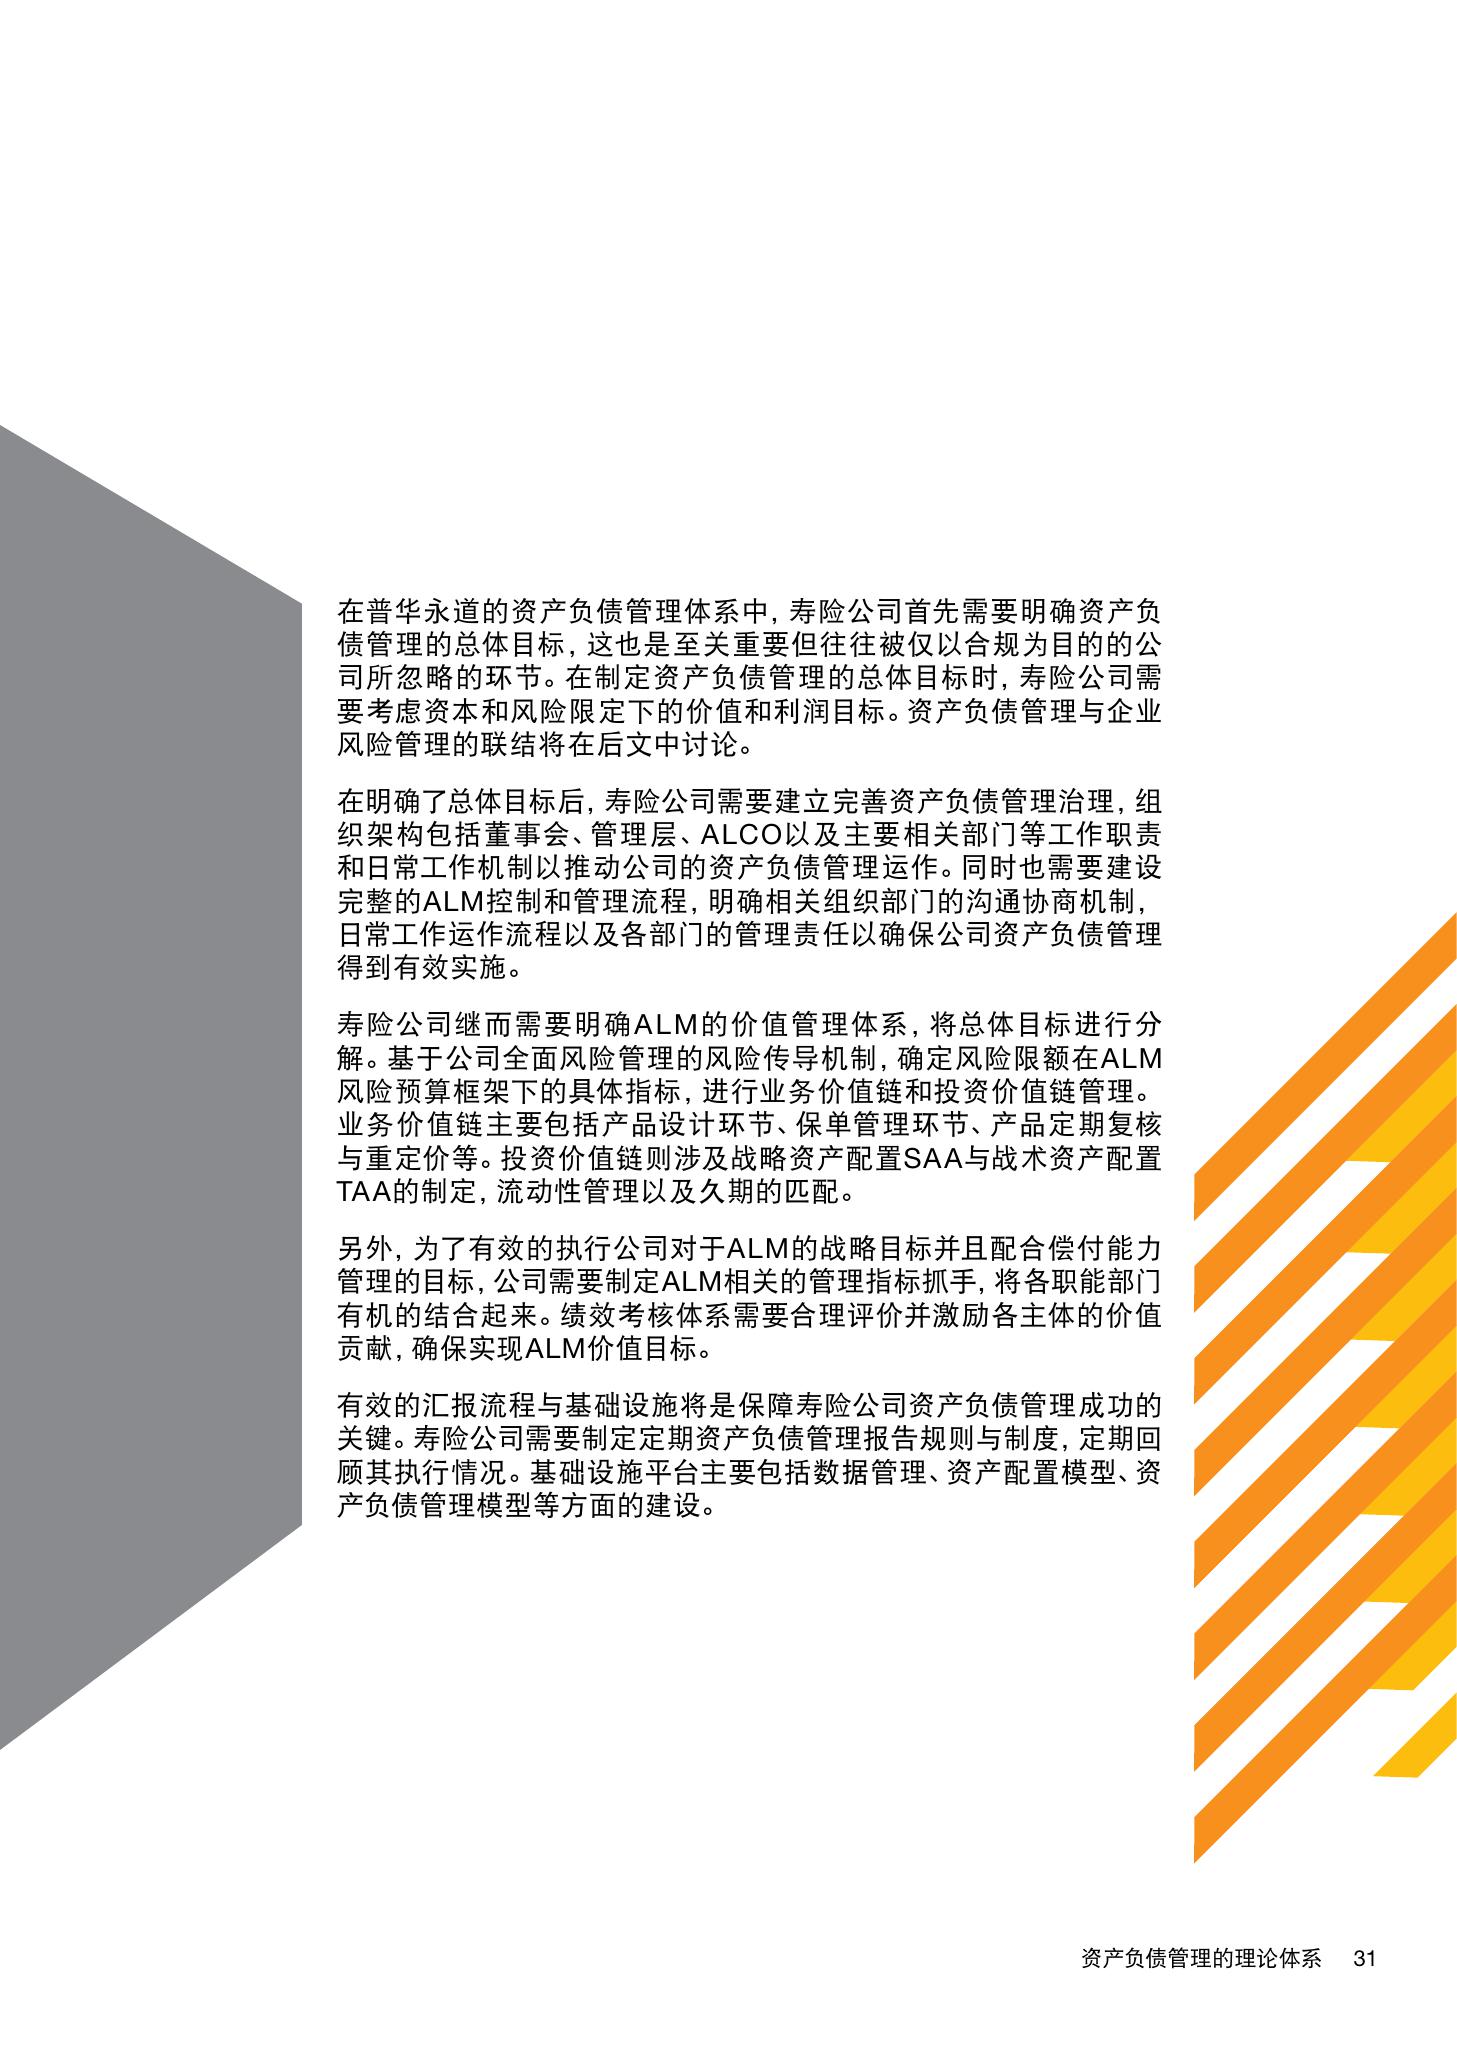 在普华永道的资产负债管理体系中，寿险公司首先需要明确资产负
债管理的总体目标，这也是至关重要但往往被仅以合规为目的的公
司所忽略的环节。在制定资产负债管理的总体目标时，寿险公司需
要考虑资本和风险限定下的价值和利润目标。资产负债管理与企业
风险管理的联结将在后文中讨论。
在明确了总体目标后，寿险公司需要建立完善资产负债管理治理，组
织架构包括董事会、管理层、ALCO以及主要相关部门等工作职责
和日常工作机制以推动公司的资产负债管理运作。同时也需要建设
完整的ALM控制和管理流程，明确相关组织部门的沟通协商机制，
日常工作运作流程以及各部门的管理责任以确保公司资产负债管理
得到有效实施。
寿险公司继而需要明确ALM的价值管理体系，将总体目标进行分
解。基于公司全面风险管理的风险传导机制，确定风险限额在ALM
风险预算框架下的具体指标，进行业务价值链和投资价值链管理。
业务价值链主要包括产品设计环节、保单管理环节、产品定期复核
与重定价等。投资价值链则涉及战略资产配置SAA与战术资产配置
TAA的制定，流动性管理以及久期的匹配。
另外，为了有效的执行公司对于ALM的战略目标并且配合偿付能力
管理的目标，公司需要制定ALM相关的管理指标抓手，将各职能部门
有机的结合起来。绩效考核体系需要合理评价并激励各主体的价值
贡献，确保实现ALM价值目标。
有效的汇报流程与基础设施将是保障寿险公司资产负债管理成功的
关键。寿险公司需要制定定期资产负债管理报告规则与制度，定期回
顾其执行情况。基础设施平台主要包括数据管理、资产配置模型、资
产负债管理模型等方面的建设。
资产负债管理的理论体系 31